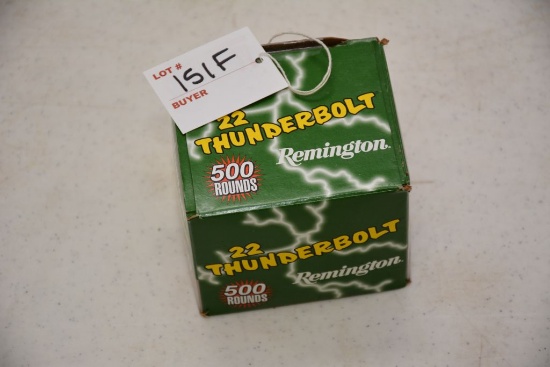 LOT #
151F
BUYER
22
THUNDERBOLT
Remington.
500
ROUNDS
22
THUNDERBOLT
Remington.
500
ROUNDS